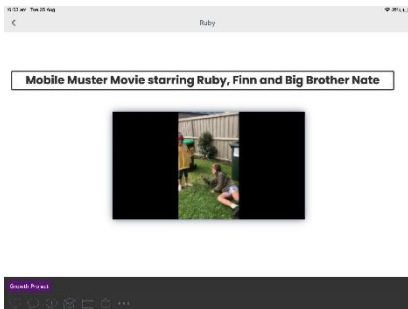 Ruby
Mobile Muster Movie starring Ruby, Finn and Big Brother Nate
Growth Project